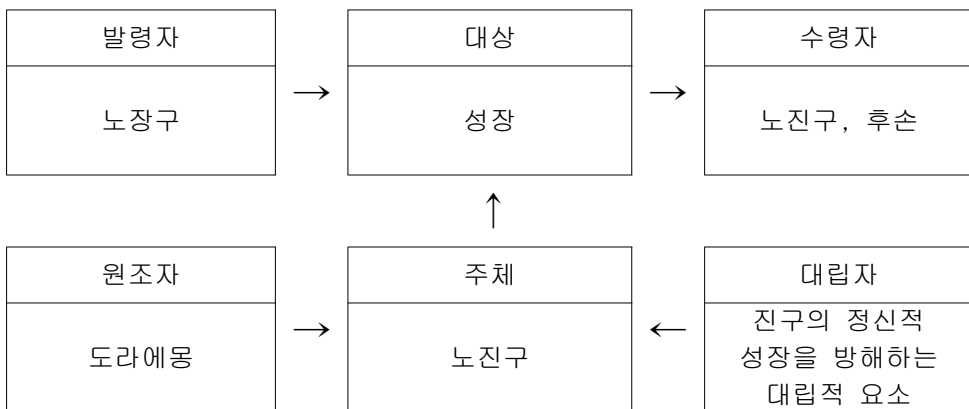 발령자
대상
수령자
노장구
→
성장
→
노진구, 후손
↑
원조자
주체
대립자
도라에몽
→
노진구
←
진구의 정신적
성장을 방해하는
대립적 요소